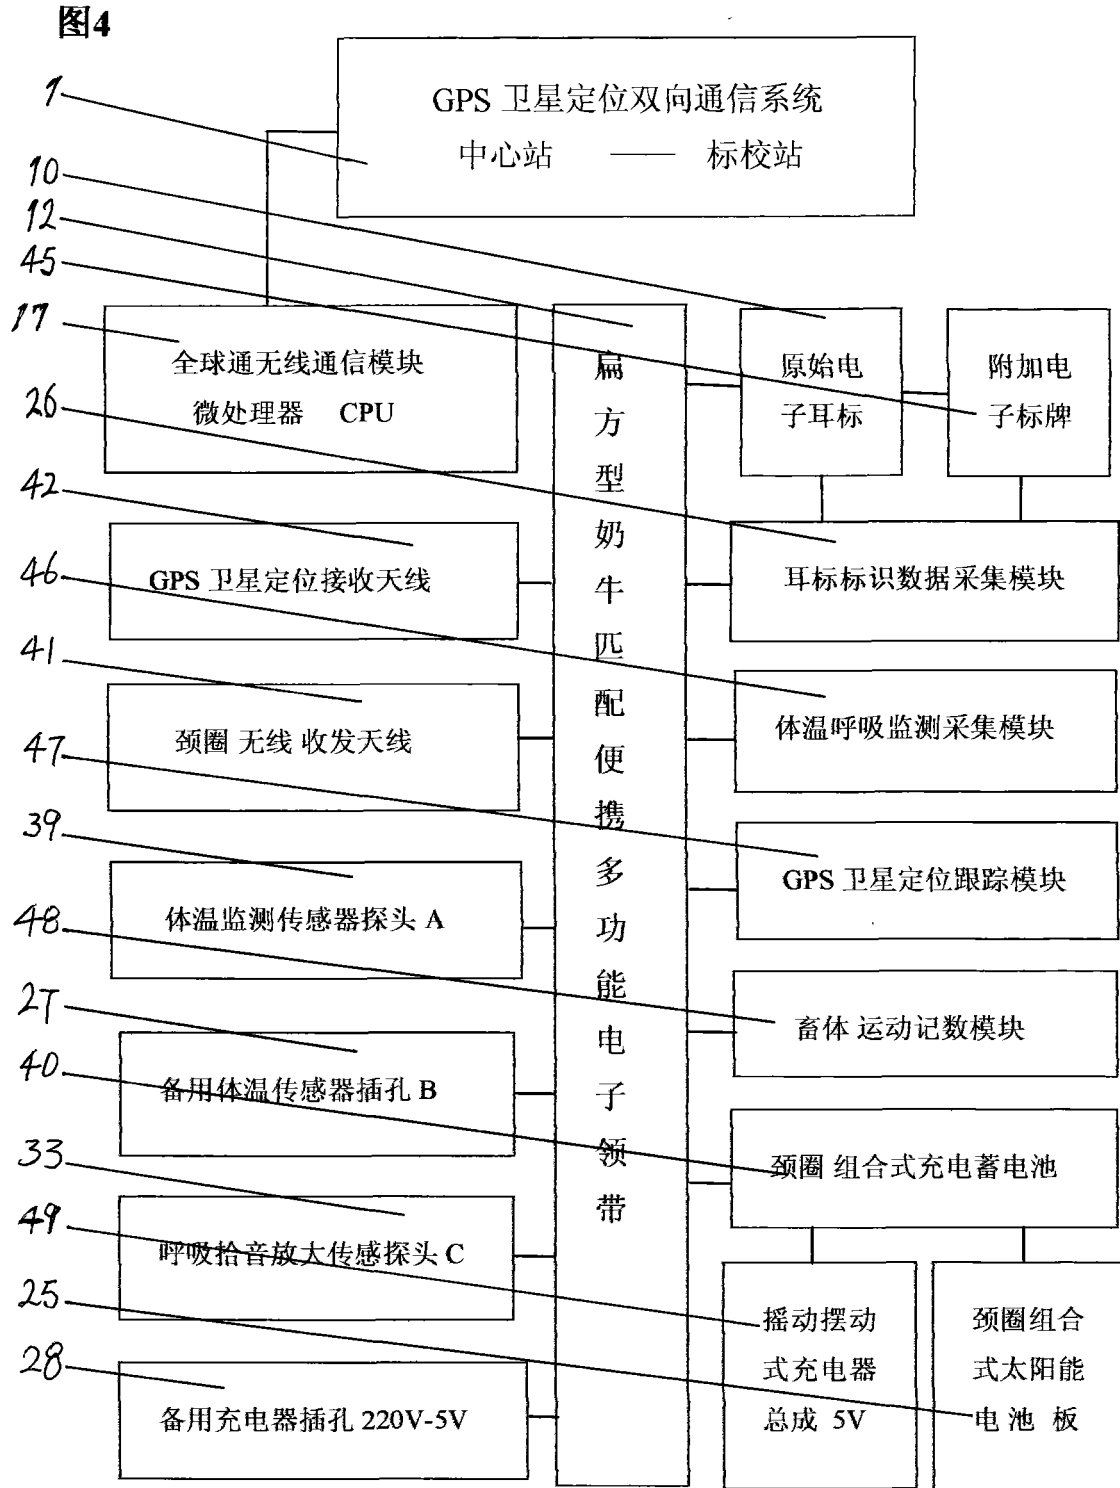 图4
GPS 卫星定位双向通信系统
中心站 —— 标校站
1
10
12
45
17
26
42
46
41
47
39
48
27
40
33
49
25
28
全球通无线通信模块
微处理器 CPU
GPS 卫星定位接收天线
颈圈 无线 收发天线
体温监测传感器探头 A
备用体温传感器插孔 B
呼吸拾音放大传感探头 C
备用充电器插孔 220V-5V
扁
方
型
奶
牛
匹
配
便
携
多
功
能
电
子
领
带
原始电
子耳标
附加电
子标牌
耳标标识数据采集模块
体温呼吸监测采集模块
GPS 卫星定位跟踪模块
畜体 运动记数模块
颈圈 组合式充电蓄电池
摇动摆动
式充电器
总成 5V
颈圈组合
式太阳能
电池 板